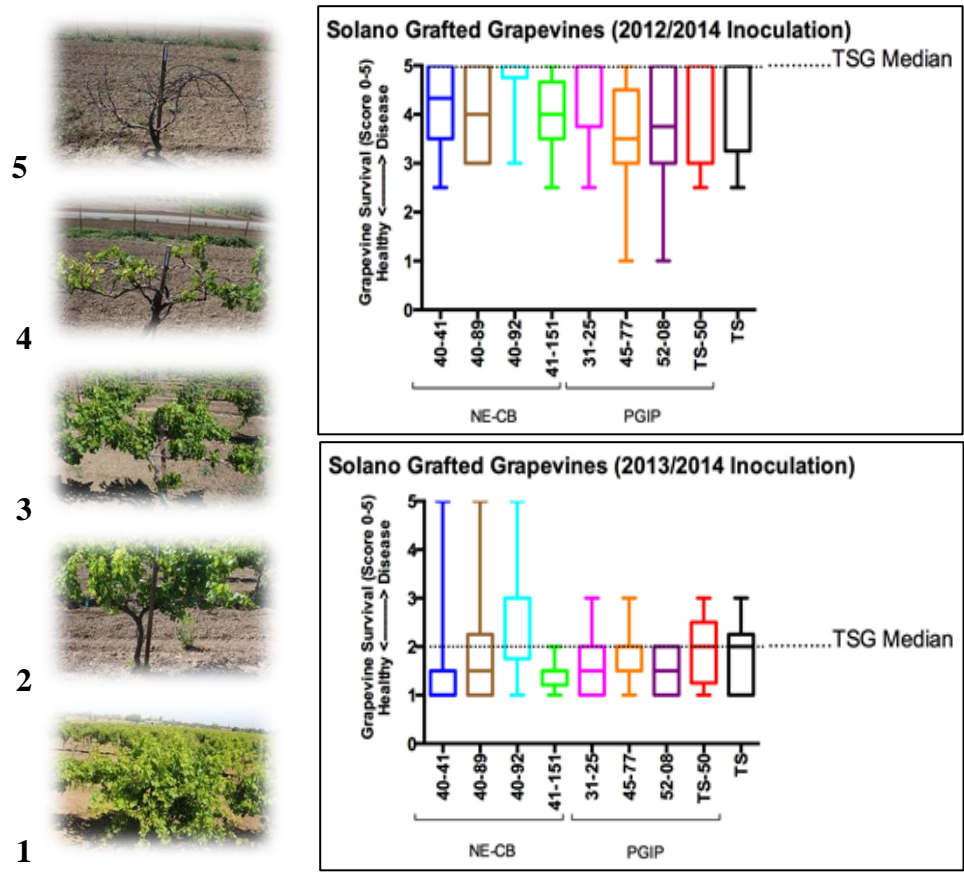 5
4
3
2
1
Solano Grafted Grapevines (2012/2014 Inoculation)
TSG Median
Grapevine Survival (Score 0-5)
Healthy <------> Disease
5
4
3
2
1
0
40-41
40-89
40-92
41-151
31-25
45-77
52-08
TS-50
TS
NE-CB
PGIP
Solano Grafted Grapevines (2013/2014 Inoculation)
TSG Median
Grapevine Survival (Score 0-5)
Healthy <------> Disease
5
4
3
2
1
0
40-41
40-89
40-92
41-151
31-25
45-77
52-08
TS-50
TS
NE-CB
PGIP